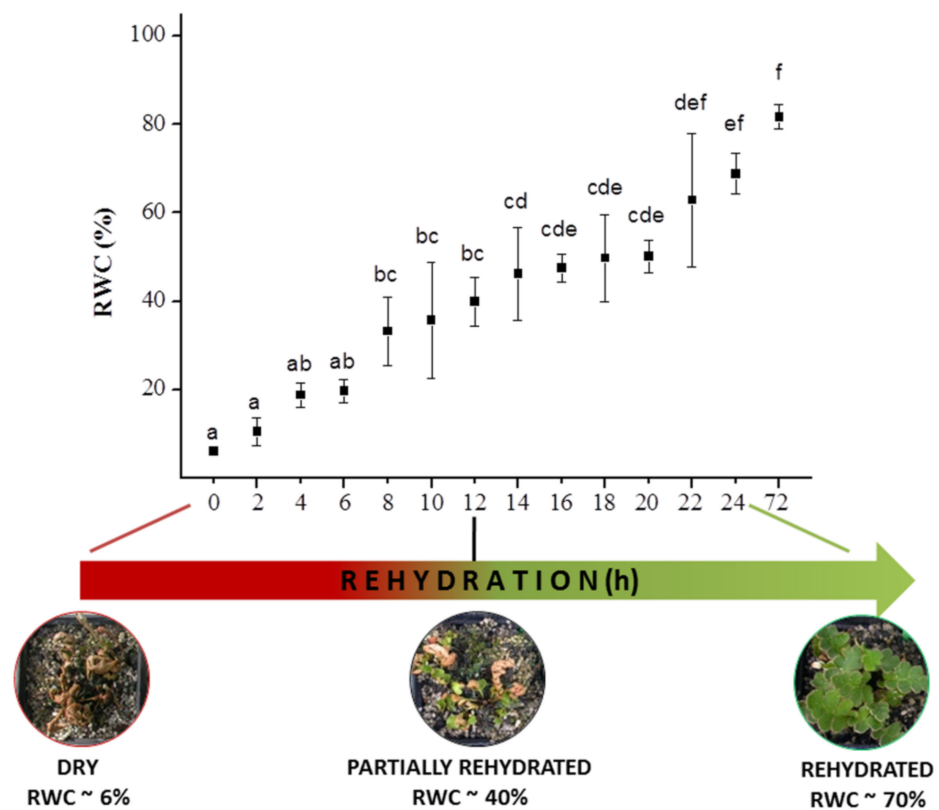 100
80
60
40
20
RWC (%)
a
a
ab
ab
bc
bc
bc
cd
cde
cde
cde
def
ef
f
0 2 4 6 8 10 12 14 16 18 20 22 24 72
REHYDRATION (h)
DRY
RWC ~ 6%
PARTIALLY REHYDRATED
RWC ~ 40%
REHYDRATED
RWC ~ 70%